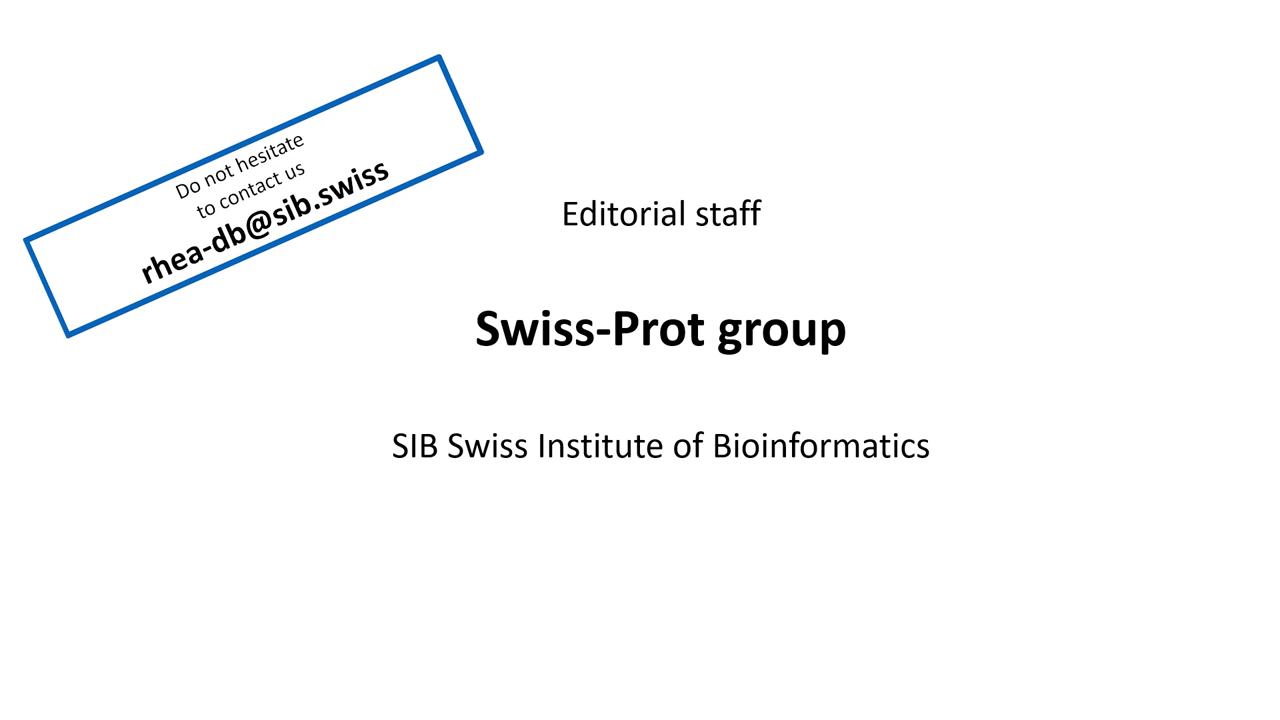 Do not hesitate
to contact us
rhea-db@sib.swiss
Editorial staff
Swiss-Prot group
SIB Swiss Institute of Bioinformatics